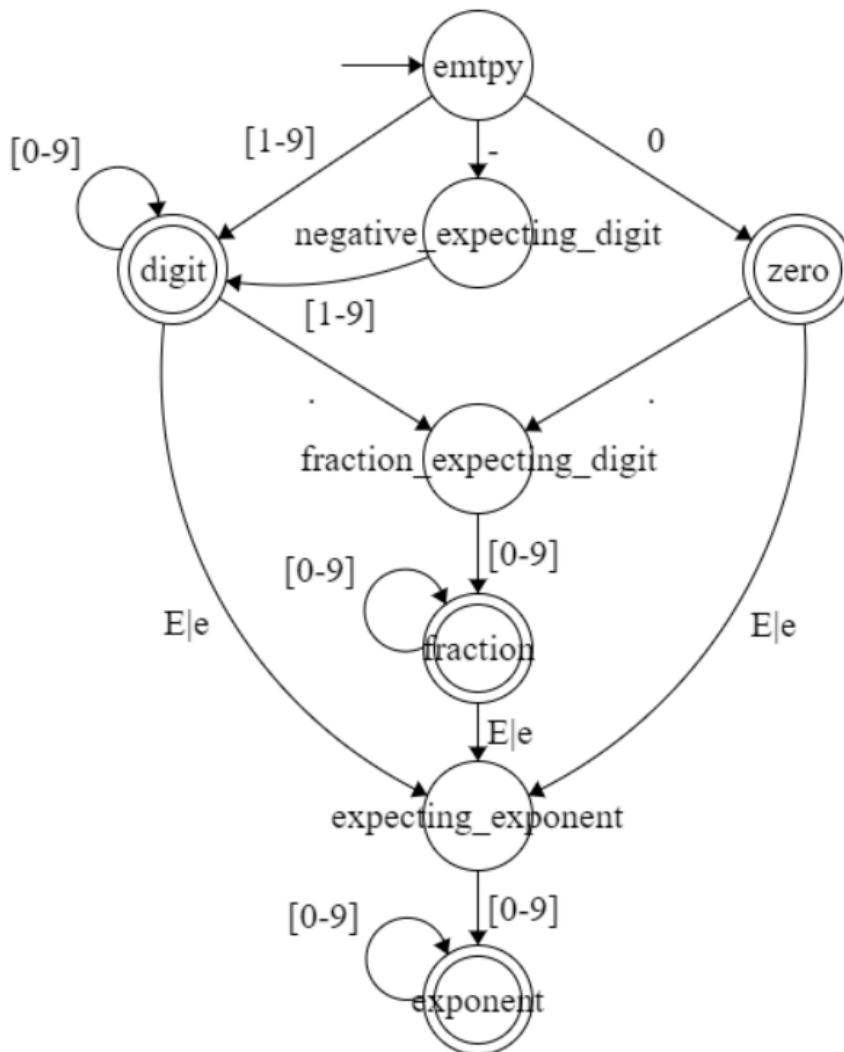 emtpy
[1-9]
-
0
[0-9]
negative_expecting_digit
digit
zero
[1-9]
.
.
fraction_expecting_digit
[0-9]
[0-9]
E|e
E|e
fraction
E|e
expecting_exponent
[0-9]
[0-9]
exponent